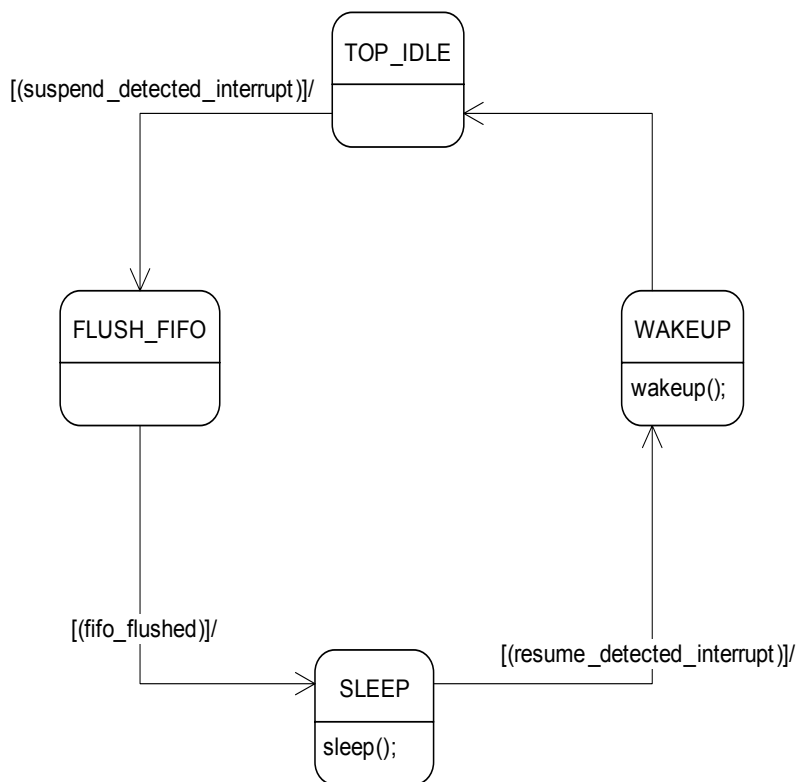 TOP_IDLE
[(suspend_detected_interrupt)]/
FLUSH_FIFO
WAKEUP
wakeup();
[(fifo_flushed)]/
[(resume_detected_interrupt)]/
SLEEP
sleep();